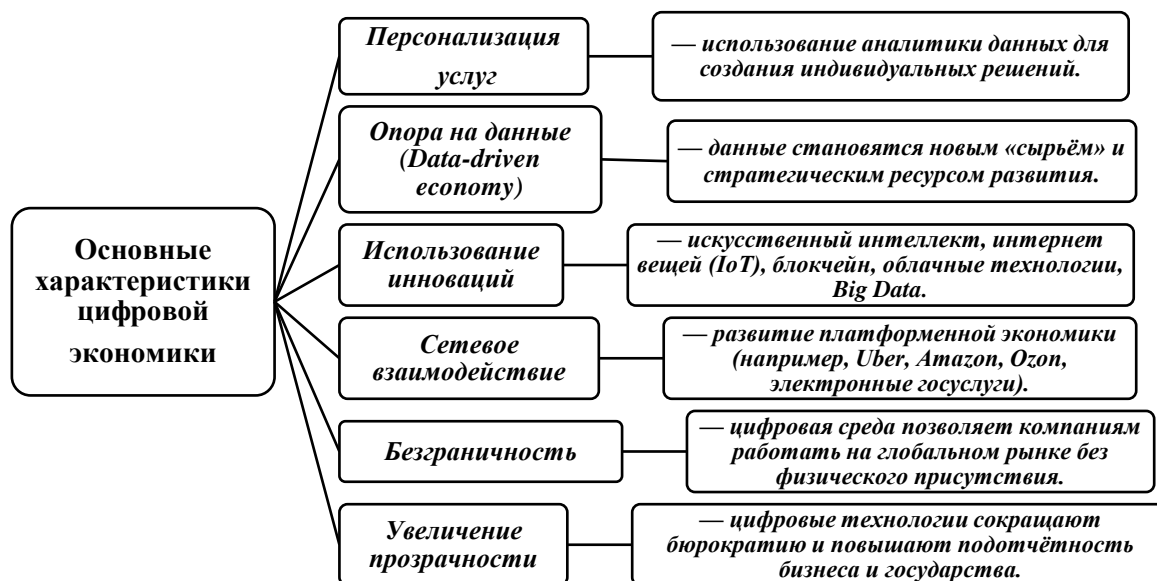 Основные
характеристики
цифровой
экономики
Персонализация
услуг
— использование аналитики данных для
создания индивидуальных решений.
Опора на данные
(Data-driven
economy)
— данные становятся новым «сырьём» и
стратегическим ресурсом развития.
Использование
инноваций
— искусственный интеллект, интернет
вещей (IoT), блокчейн, облачные технологии,
Big Data.
Сетевое
взаимодействие
— развитие платформенной экономики
(например, Uber, Amazon, Ozon,
электронные госуслуги).
Безграничность
— цифровая среда позволяет компаниям
работать на глобальном рынке без
физического присутствия.
Увеличение
прозрачности
— цифровые технологии сокращают
бюрократию и повышают подотчётность
бизнеса и государства.